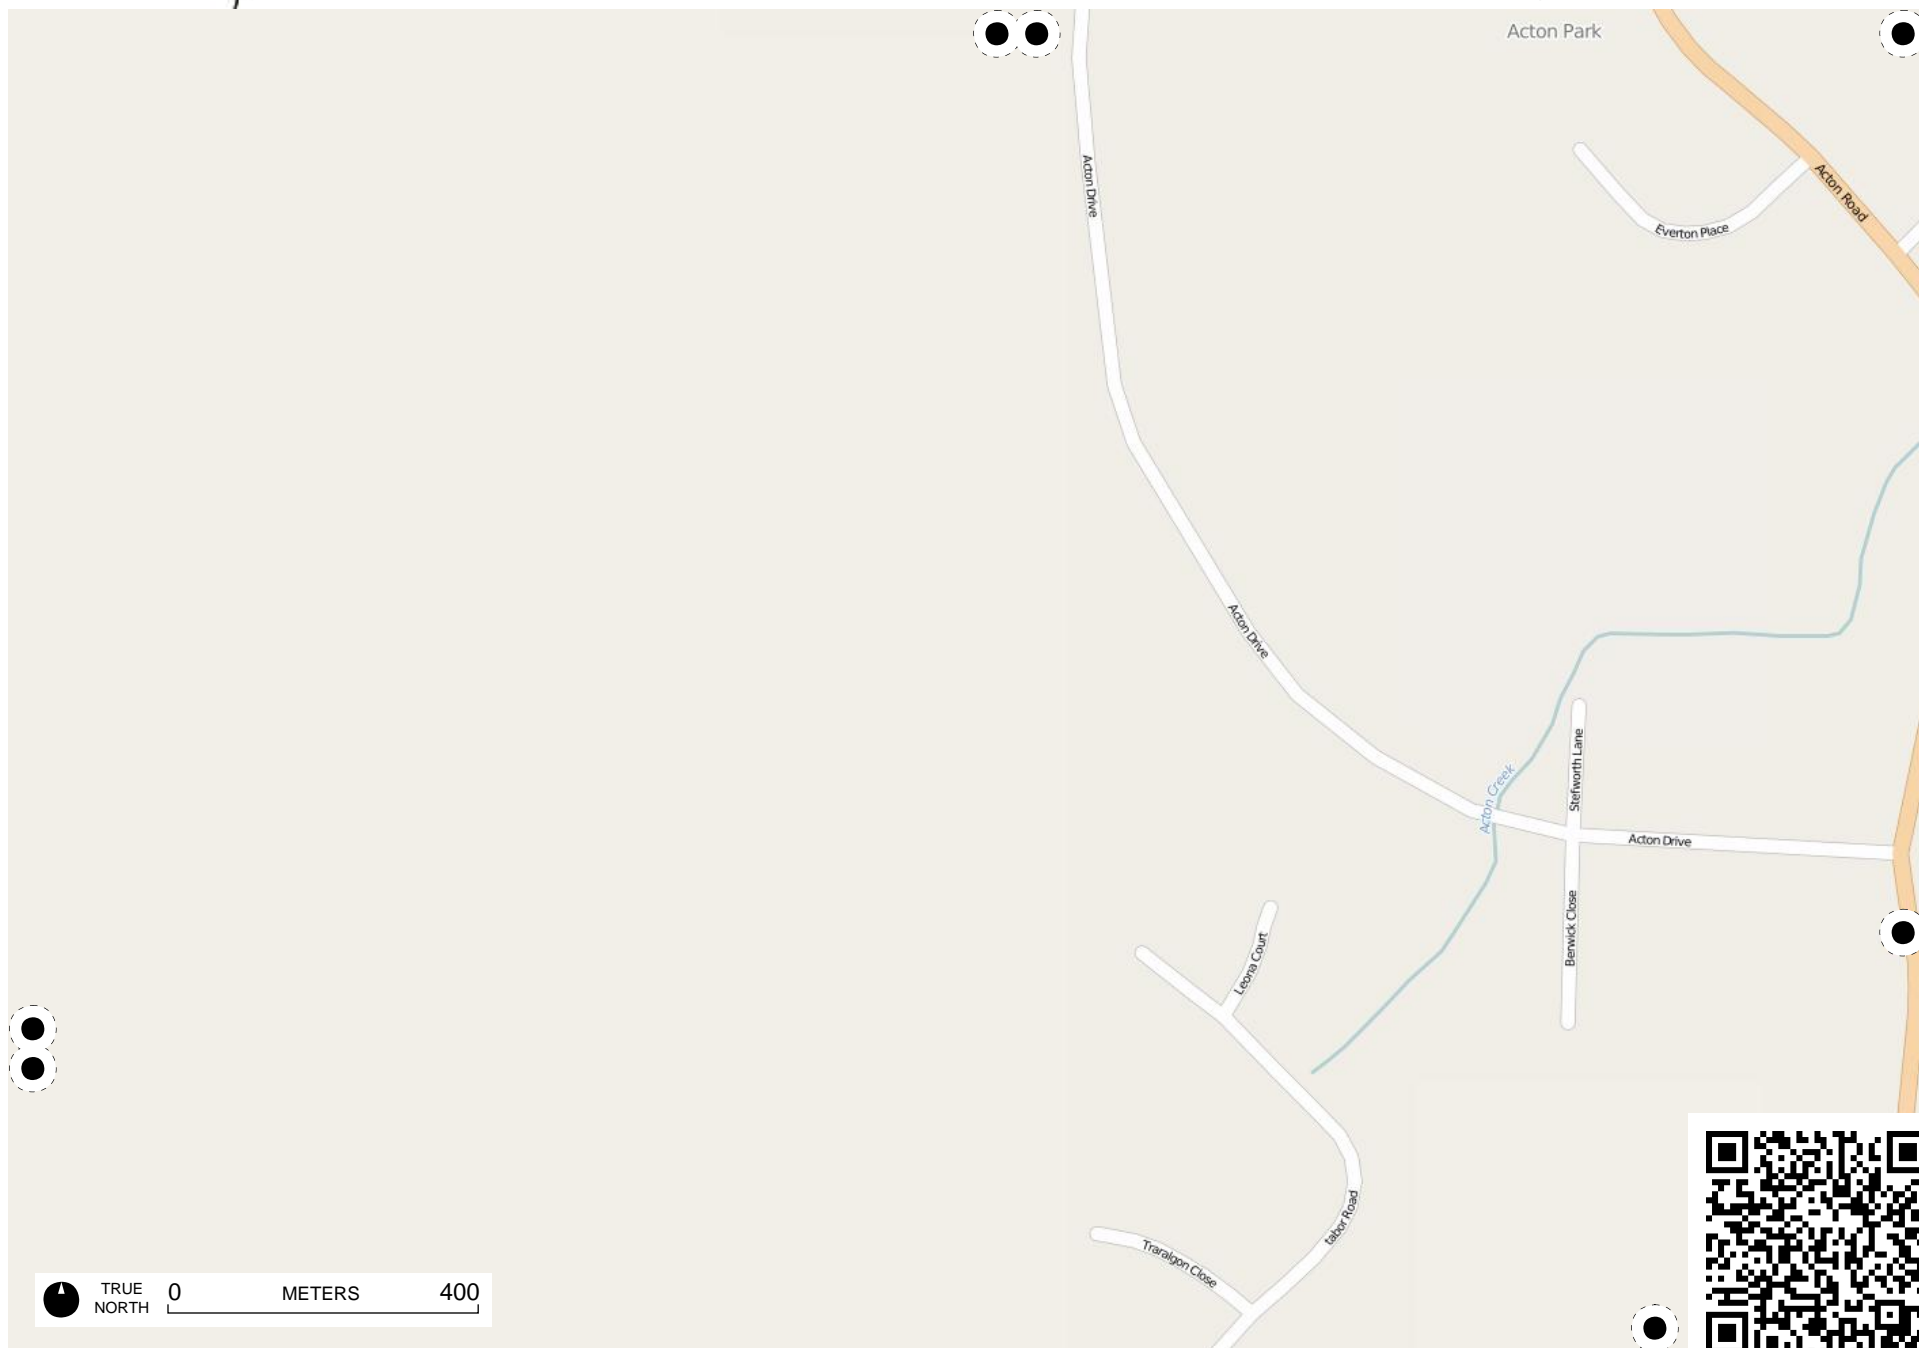 Acton Park
Acton Drive
Acton Road
Everton Place
Acton Drive
Stefworth Lane
Acton Creek
Acton Drive
Berwick Close
Leona Court
tabor Road
Traralgon Close
TRUE
NORTH
0 METERS 400